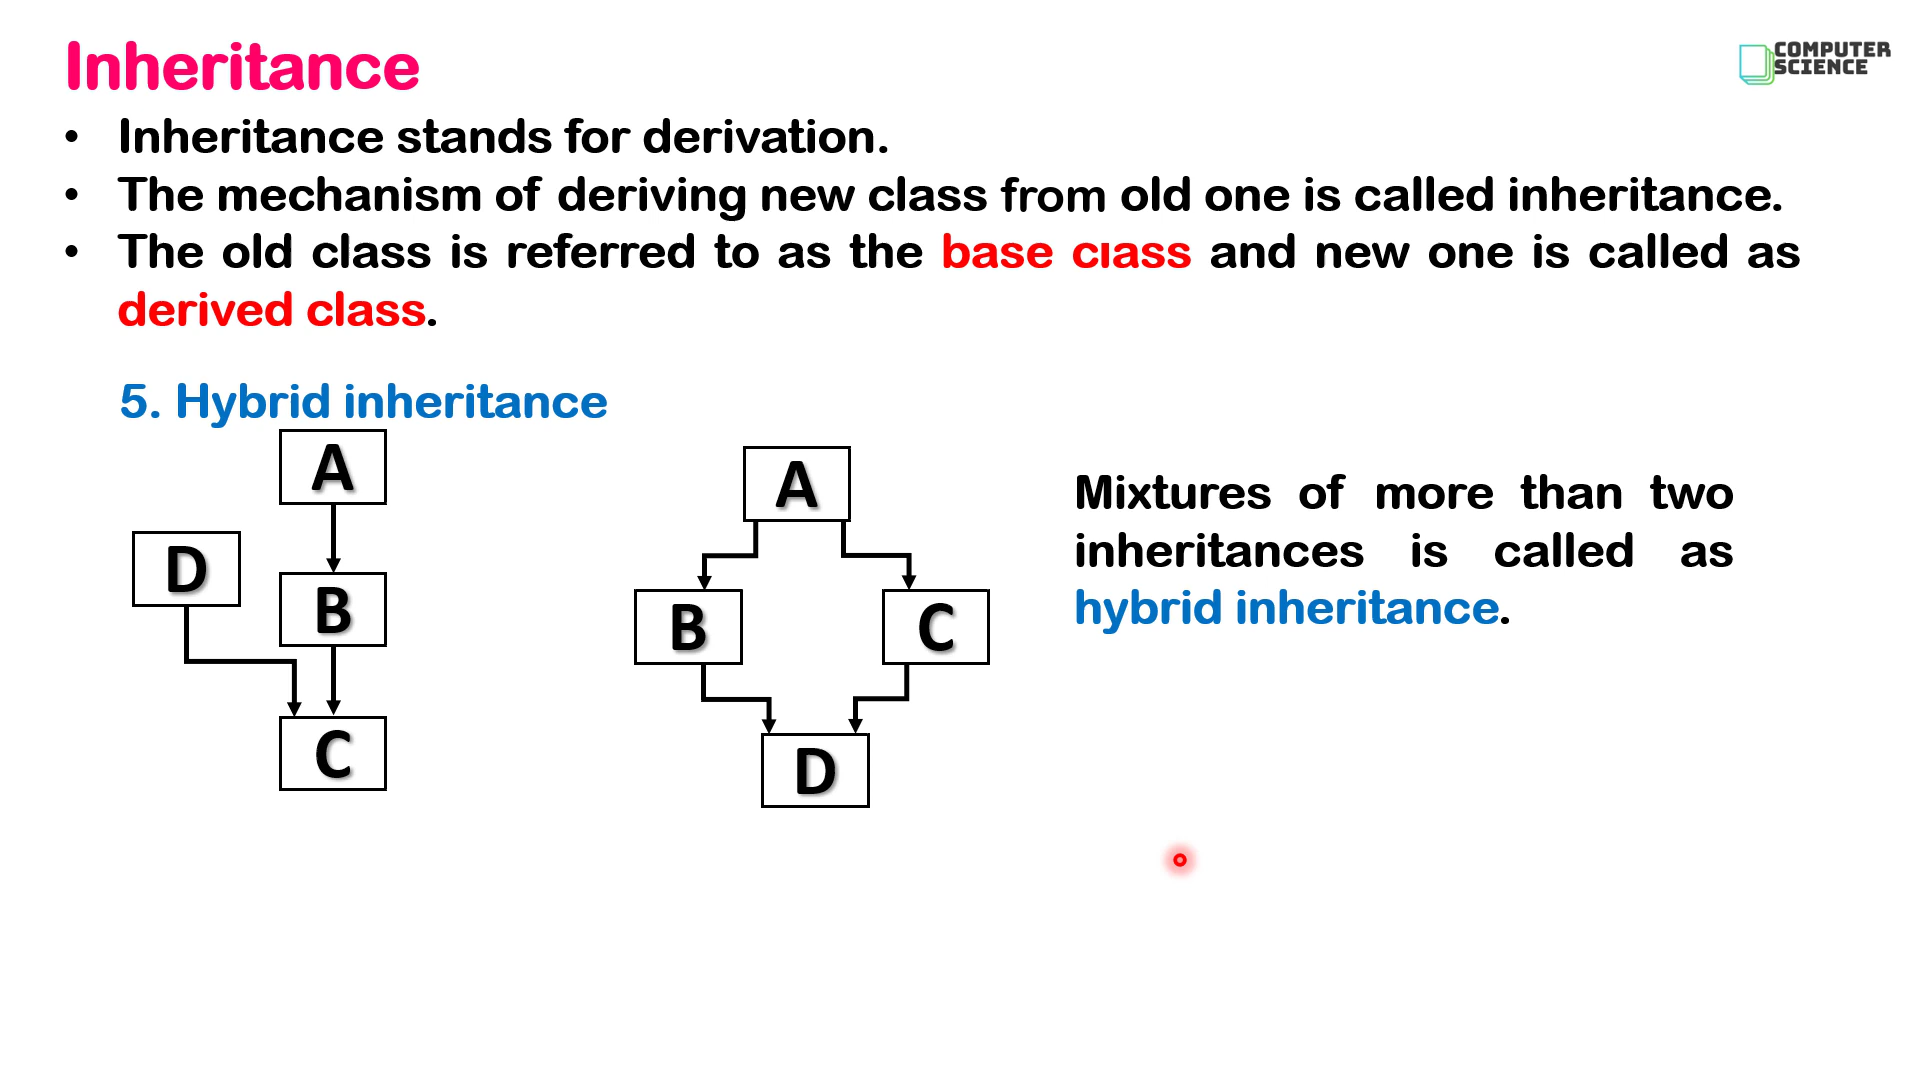 Inheritance
COMPUTER
SCIENCE
• Inheritance stands for derivation.
• The mechanism of deriving new class from old one is called inheritance.
• The old class is referred to as the base class and new one is called as
derived class.
5. Hybrid inheritance
A
D
B
C
A
B
C
D
Mixtures of more than two
inheritances is called as
hybrid inheritance.